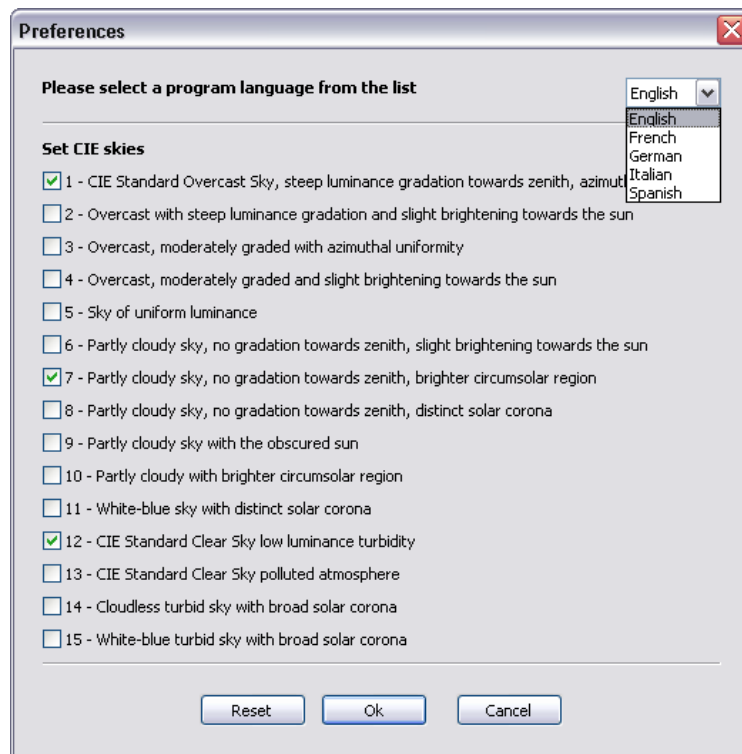 Preferences
Please select a program language from the list
English
English
French
German
Italian
Spanish
Set CIE skies
1 - CIE Standard Overcast Sky, steep luminance gradation towards zenith,
2 - Overcast with steep luminance gradation and slight brightening towards the sun
3 - Overcast, moderately graded with azimuthal uniformity
4 - Overcast, moderately graded and slight brightening towards the sun
5 - Sky of uniform luminance
6 - Partly cloudy sky, no gradation towards zenith, slight brightening towards the sun
7 - Partly cloudy sky, no gradation towards zenith, brighter circumsolar region
8 - Partly cloudy sky, no gradation towards zenith, distinct solar corona
9 - Partly cloudy sky with the obscured sun
10 - Partly cloudy with brighter circumsolar region
11 - White-blue sky with distinct solar corona
12 - CIE Standard Clear Sky low luminance turbidity
13 - CIE Standard Clear Sky polluted atmosphere
14 - Cloudless turbid sky with broad solar corona
15 - White-blue turbid sky with broad solar corona
Reset
Ok
Cancel